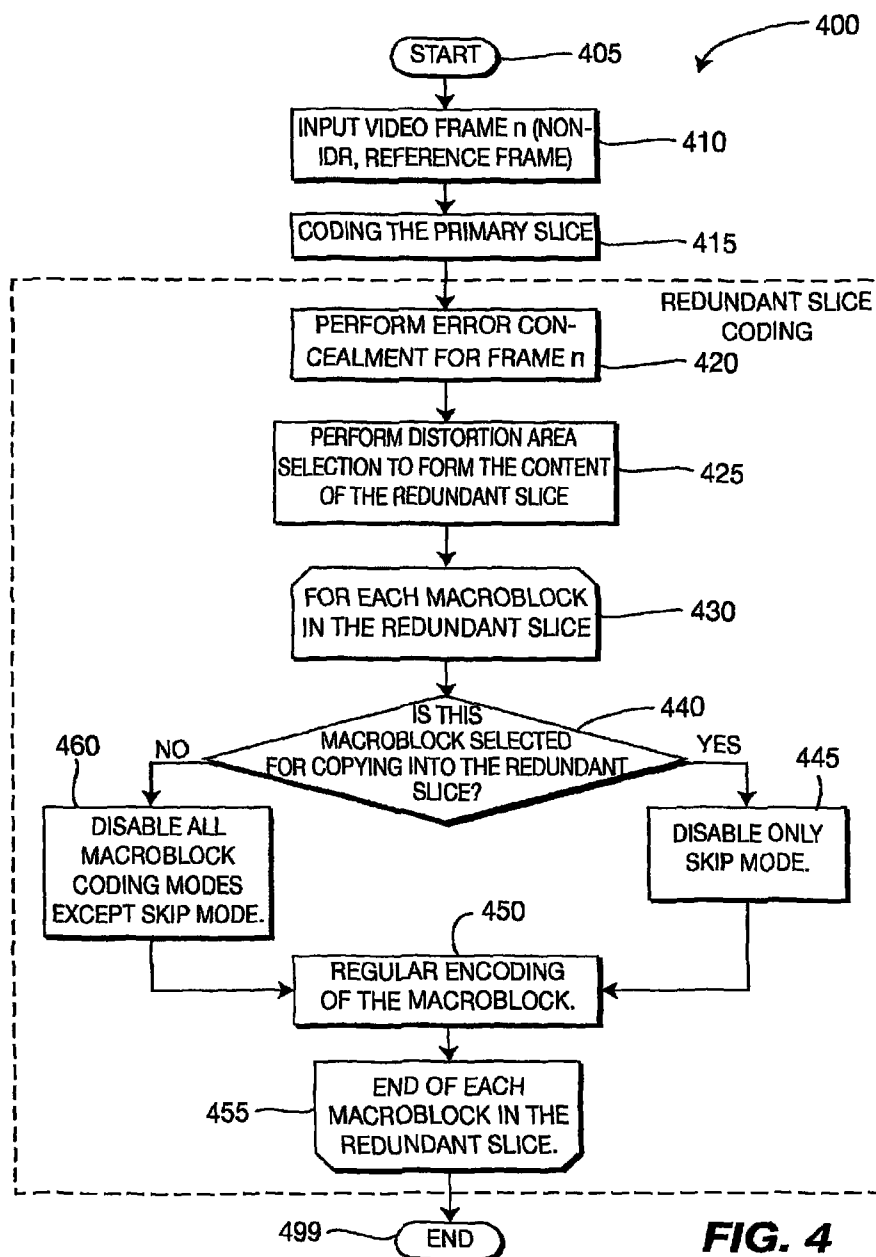 400
START
405
INPUT VIDEO FRAME n (NON-
IDR, REFERENCE FRAME)
410
CODING THE PRIMARY SLICE
415
REDUNDANT SLICE
CODING
PERFORM ERROR CON-
CEALMENT FOR FRAME n
420
PERFORM DISTORTION AREA
SELECTION TO FORM THE CONTENT
OF THE REDUNDANT SLICE
425
FOR EACH MACROBLOCK
IN THE REDUNDANT SLICE
430
IS THIS
MACROBLOCK SELECTED
FOR COPYING INTO THE REDUNDANT
SLICE?
440
NO
YES
460
DISABLE ALL
MACROBLOCK
CODING MODES
EXCEPT SKIP MODE.
445
DISABLE ONLY
SKIP MODE.
450
REGULAR ENCODING
OF THE MACROBLOCK.
455
END OF EACH
MACROBLOCK IN THE
REDUNDANT SLICE.
499
END
FIG. 4